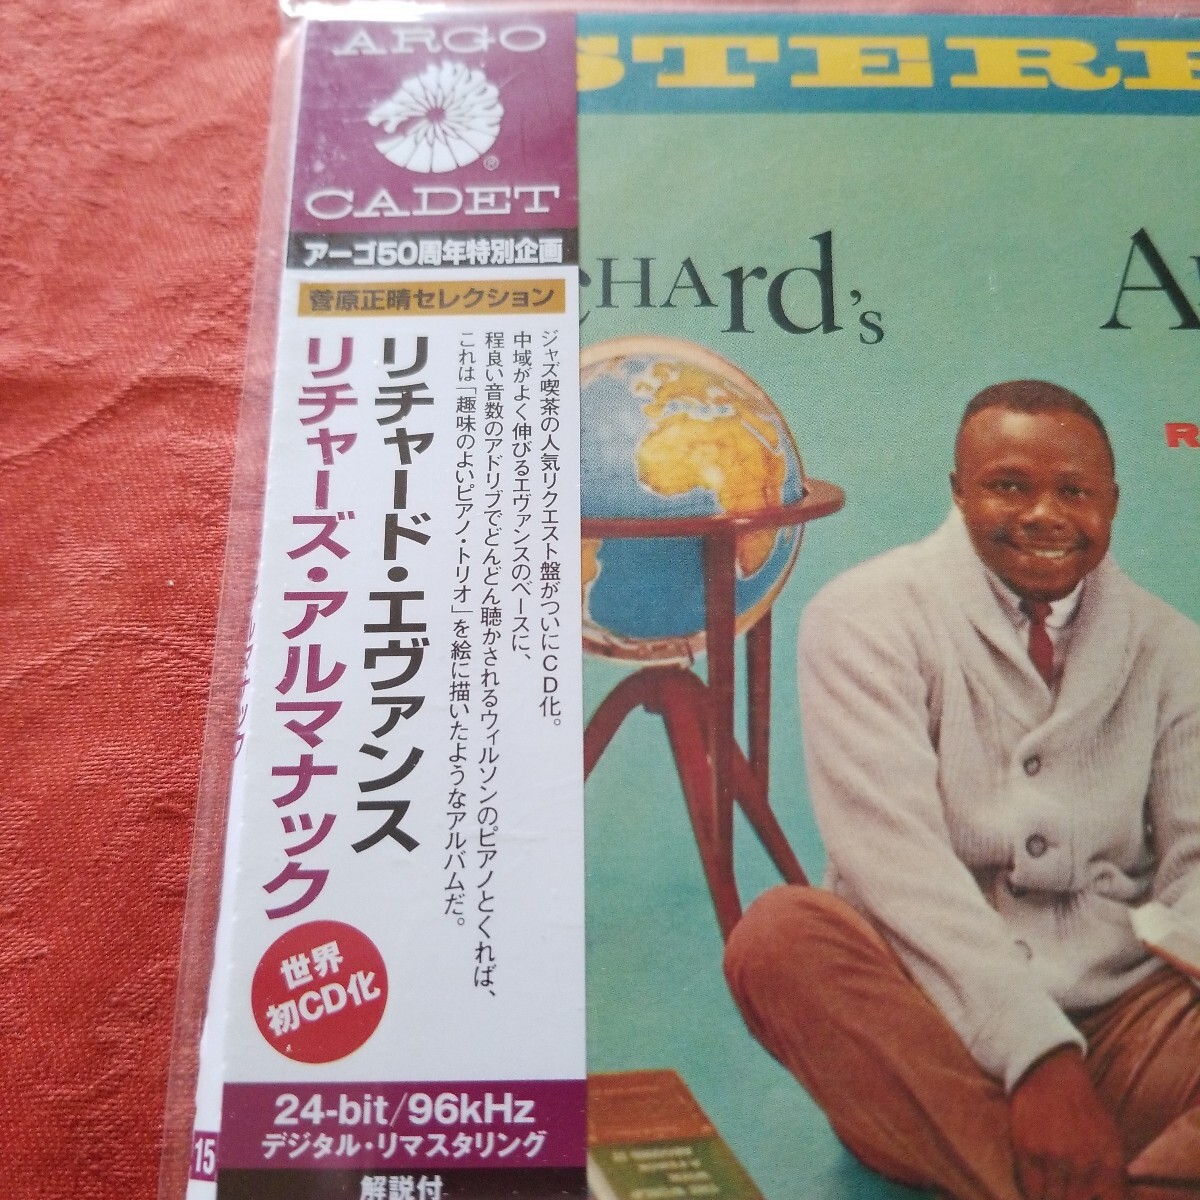 ARGO
®
CADET
アーゴ50周年特別企画
菅原正晴セレクション
ジャズ喫茶の人気リクエスト盤がついにCD化。
中域がよく伸びるエヴァンスのベースに、
程良い音数のアドリブでどんどん聴かされるウィルソンのピアノとくれば、
これは「趣味のよいピアノ・トリオ」を絵に描いたようなアルバムだ。
リチャード・エヴァンス
リチャーズ・アルマナック
世界
初CD化
24-bit/96kHz
デジタル・リマスタリング
解説付
15
STERE
cHArd's A
R